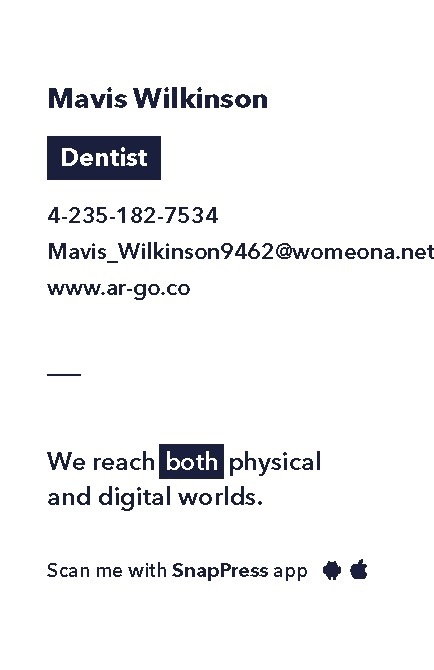 Mavis Wilkinson
Dentist
4-235-182-7534
Mavis_Wilkinson9462@womeona.net
www.ar-go.co
We reach both physical
and digital worlds.
Scan me with SnapPress app